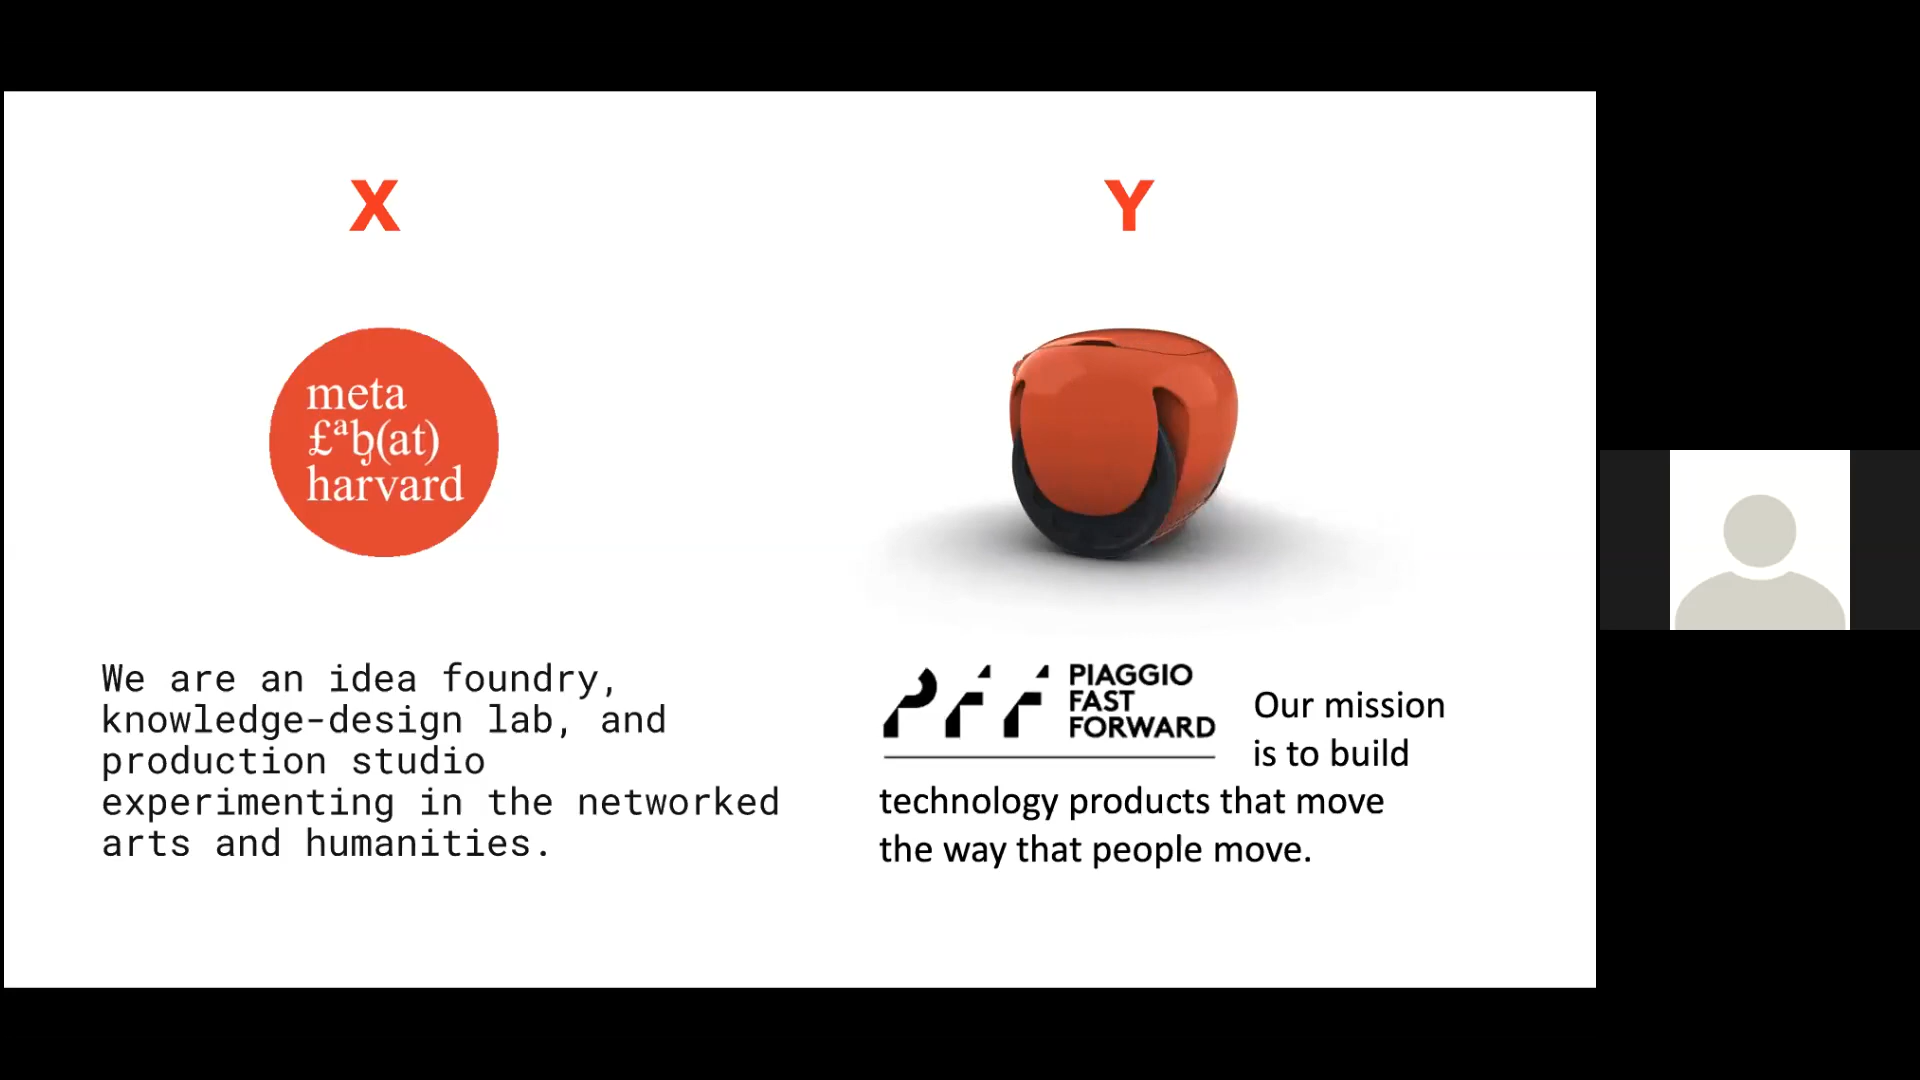 X
meta
£ªb(at)
harvard
We are an idea foundry,
knowledge-design lab, and
production studio
experimenting in the networked
arts and humanities.
Y
PFF
PIAGGIO
FAST
FORWARD
Our mission
is to build
technology products that move
the way that people move.